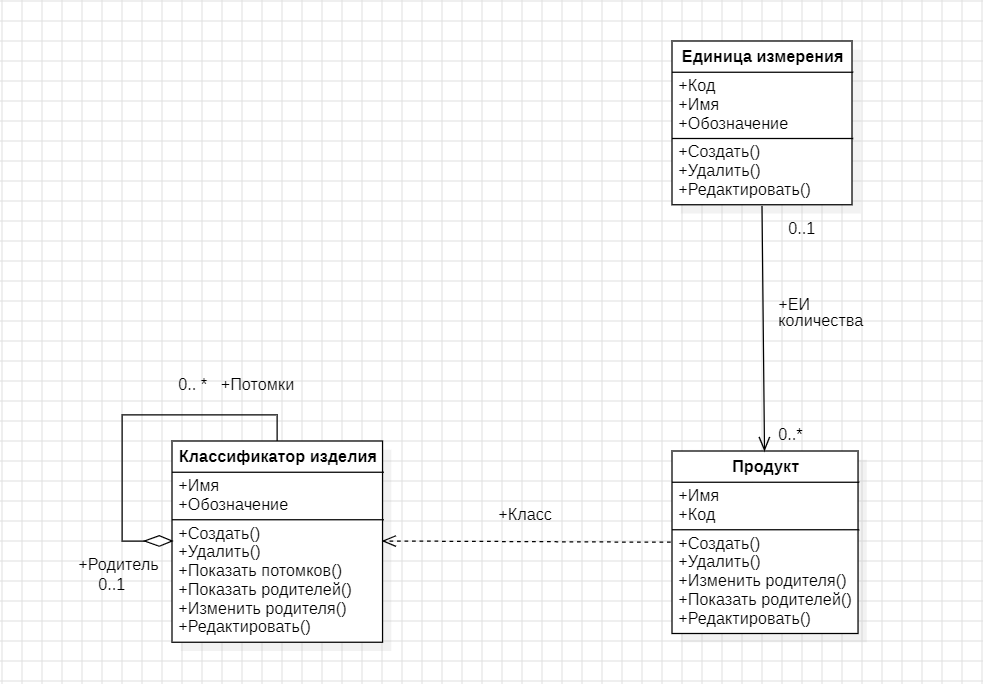 Единица измерения
+Код
+Имя
+Обозначение
+Создать()
+Удалить()
+Редактировать()
0..1
+ЕИ
количества
0..*
0.. * +Потомки
Классификатор изделия
+Имя
+Обозначение
+Создать()
+Удалить()
+Показать потомков()
+Показать родителей()
+Изменить родителя()
+Редактировать()
+Родитель
0..1
+Класс
Продукт
+Имя
+Код
+Создать()
+Удалить()
+Изменить родителя()
+Показать родителей()
+Редактировать()